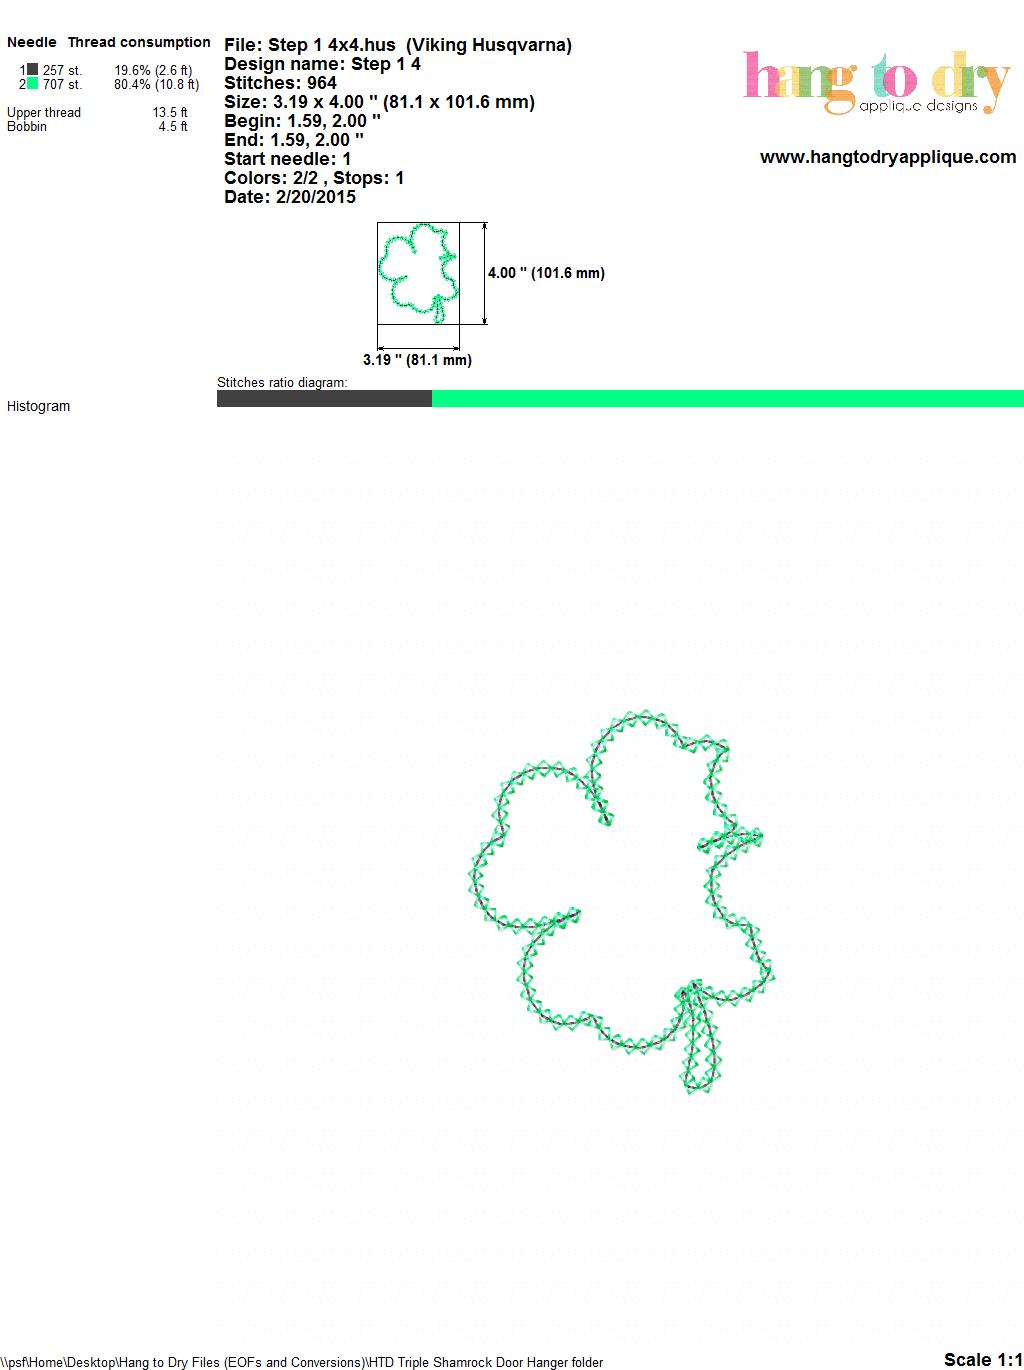 Needle Thread consumption
1 257 st. 19.6% (2.6 ft)
2 707 st. 80.4% (10.8 ft)
Upper thread 13.5 ft
Bobbin 4.5 ft
File: Step 1 4x4.hus (Viking Husqvarna)
Design name: Step 1 4
Stitches: 964
Size: 3.19 x 4.00 " (81.1 x 101.6 mm)
Begin: 1.59, 2.00 "
End: 1.59, 2.00 "
Start needle: 1
Colors: 2/2 , Stops: 1
Date: 2/20/2015
hang to dry
applique designs
www.hangtodryapplique.com
4.00 " (101.6 mm)
3.19 " (81.1 mm)
Stitches ratio diagram:
Histogram
\\psf\Home\Desktop\Hang to Dry Files (EOFs and Conversions)\HTD Triple Shamrock Door Hanger folder
Scale 1:1